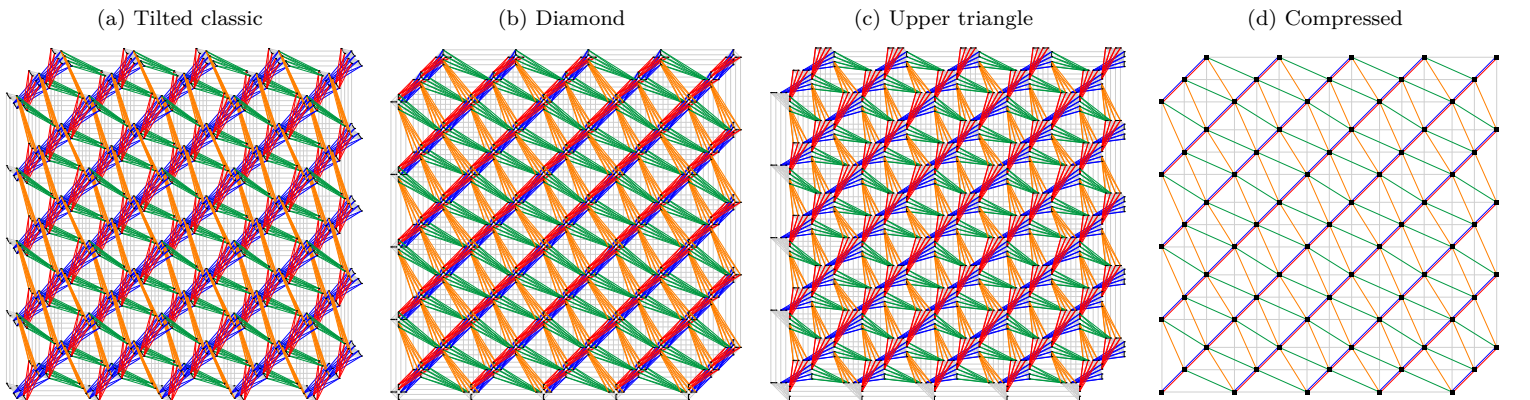 (a) Tilted classic
(b) Diamond
(c) Upper triangle
(d) Compressed